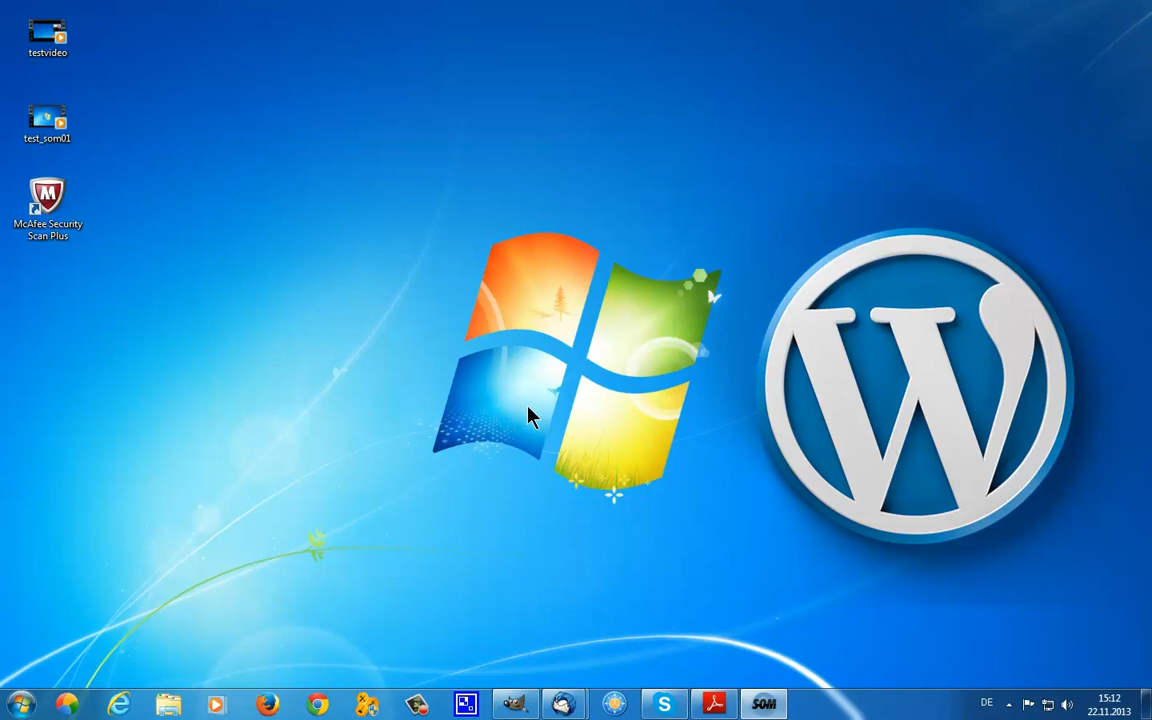 testvideo
test_som01
McAfee Security
Scan Plus
W
SOM
DE
15:12
22.11.2013